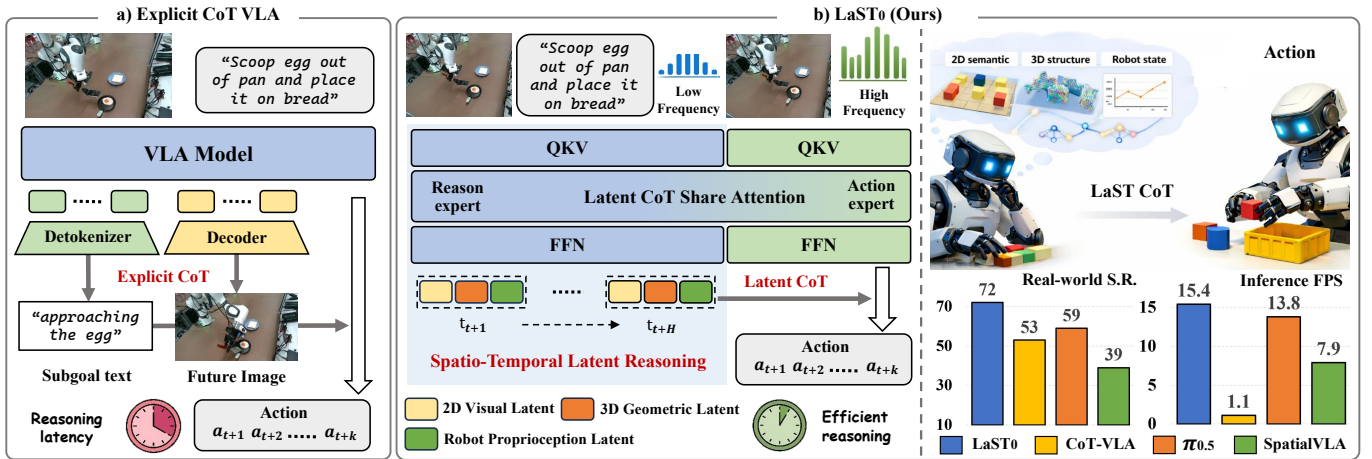 a) Explicit CoT VLA
“Scoop egg out
of pan and place
it on bread”
VLA Model
Detokenizer
Decoder
Explicit CoT
“approaching
the egg”
Subgoal text
Future Image
Reasoning
latency
Action
a_{t+1} a_{t+2} ..... a_{t+k}
b) LaST₀ (Ours)
“Scoop egg
out of pan
and place it
on bread”
Low
Frequency
High
Frequency
QKV
QKV
Reason
expert
Latent CoT Share Attention
Action
expert
FFN
FFN
Latent CoT
t_{t+1}
t_{t+H}
Spatio-Temporal Latent Reasoning
Action
a_{t+1} a_{t+2} ..... a_{t+k}
2D Visual Latent
3D Geometric Latent
Robot Proprioception Latent
Efficient
reasoning
2D semantic
3D structure
Robot state
Action
LaST CoT
Real-world S.R.
72
53
59
39
70
50
30
10
Inference FPS
15.4
1.1
13.8
7.9
15
10
5
0
LaST0
CoT-VLA
π0.5
SpatialVLA